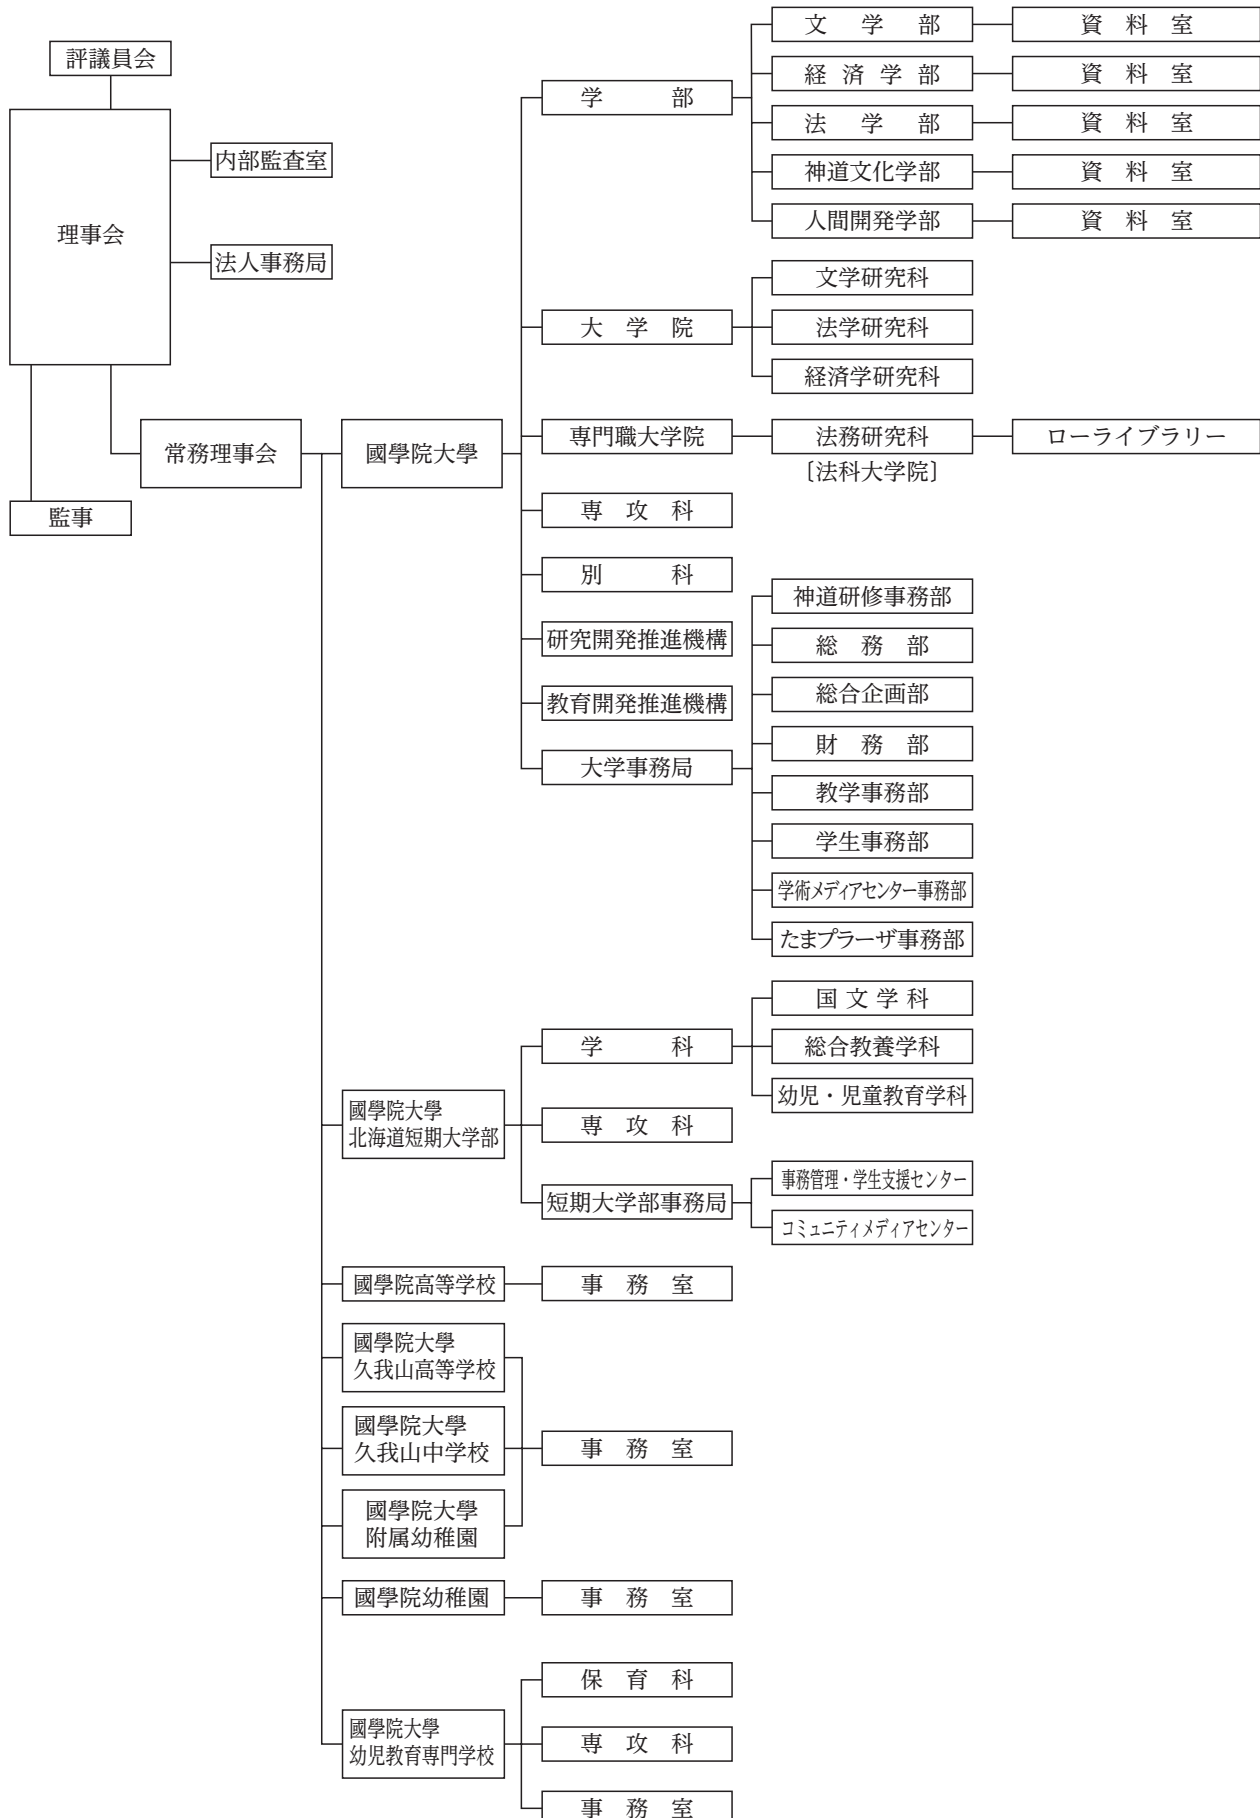 評議員会
理事会
内部監査室
法人事務局
監事
常務理事会
國學院大學
学部
文学部
資料室
経済学部
資料室
法学部
資料室
神道文化学部
資料室
人間開発学部
資料室
大学院
文学研究科
法学研究科
経済学研究科
専門職大学院
法務研究科
〔法科大学院〕
ローライブラリー
専攻科
別科
研究開発推進機構
教育開発推進機構
大学事務局
神道研修事務部
総務部
総合企画部
財務部
教学事務部
学生事務部
学術メディアセンター事務部
たまプラーザ事務部
國學院大學
北海道短期大学部
学科
国文学科
総合教養学科
幼児・児童教育学科
専攻科
短期大学部事務局
事務管理・学生支援センター
コミュニティメディアセンター
國學院高等学校
事務室
國學院大學
久我山高等学校
國學院大學
久我山中学校
事務室
國學院大學
附属幼稚園
國學院幼稚園
事務室
國學院大學
幼児教育専門学校
保育科
専攻科
事務室